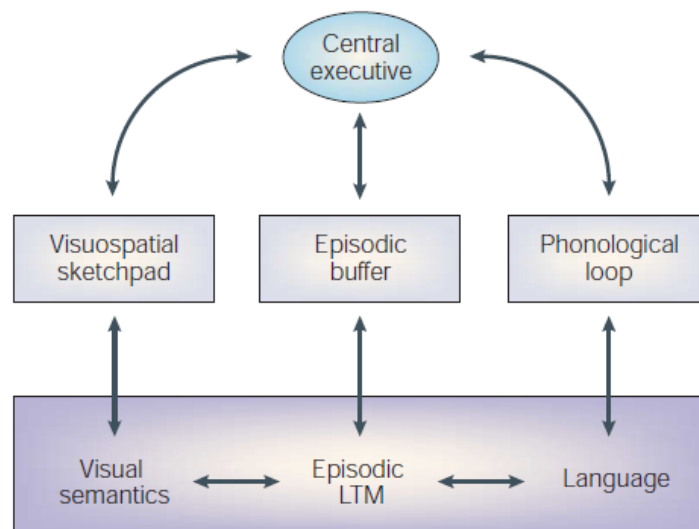 Central
executive
Visuospatial
sketchpad
Episodic
buffer
Phonological
loop
Visual
semantics
Episodic
LTM
Language